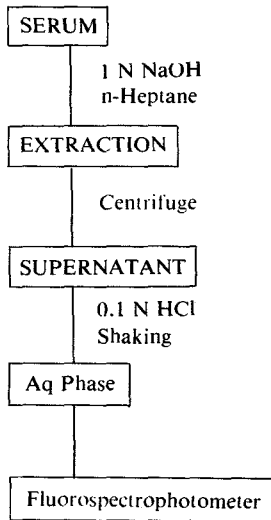 SERUM
1 N NaOH
n-Heptane
EXTRACTION
Centrifuge
SUPERNATANT
0.1 N HCl
Shaking
Aq Phase
Fluorospectrophotometer